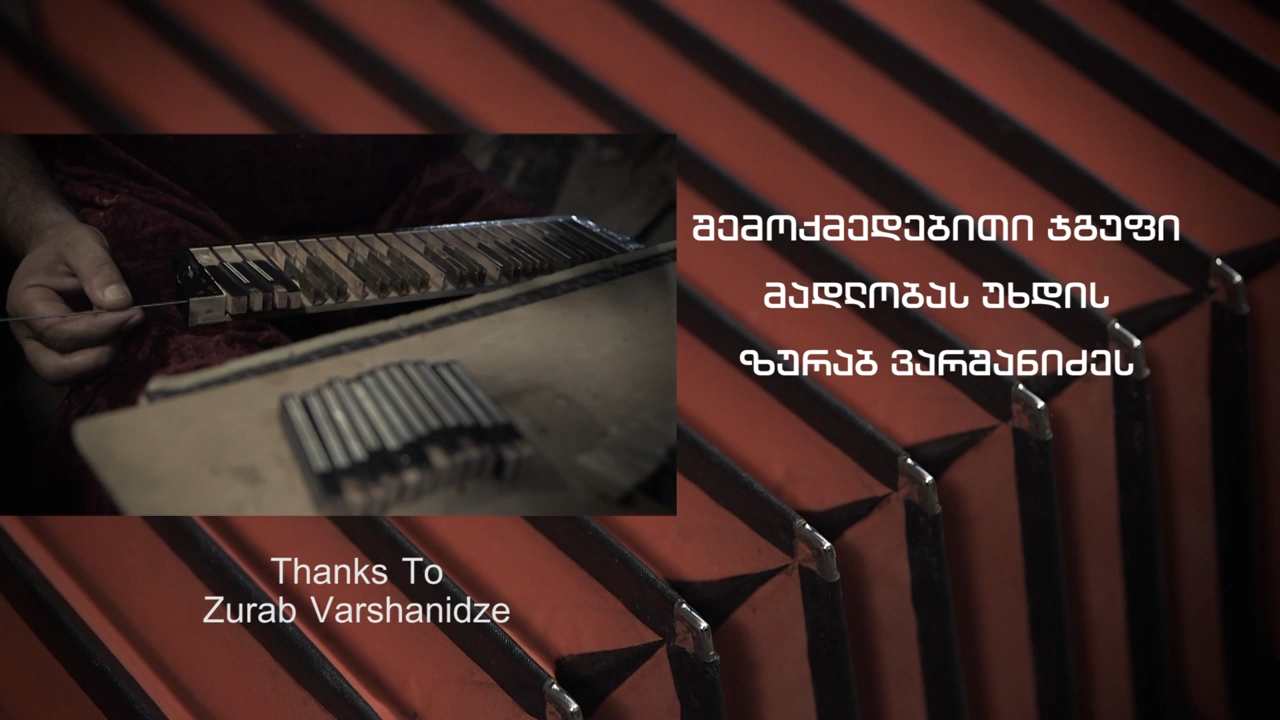 შემოქმედებითი ჯგუფი
მადლობას უხდის
ზურაბ ვარშანიძეს
Thanks To
Zurab Varshanidze